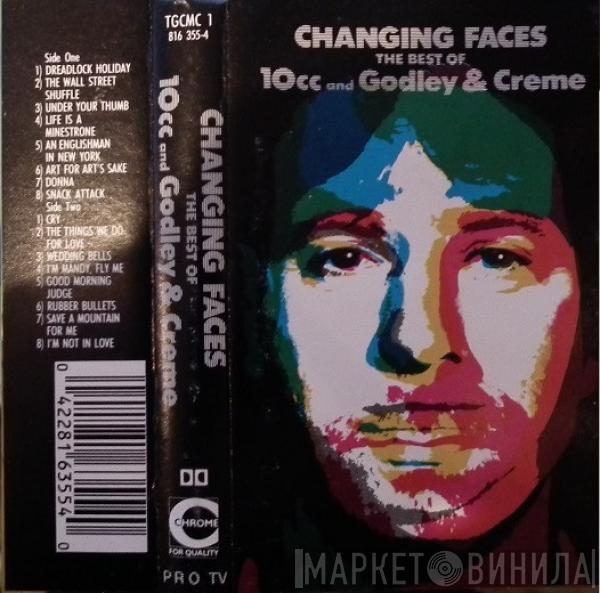 Side One
1) DREADLOCK HOLIDAY
2) THE WALL STREET
SHUFFLE
3) UNDER YOUR THUMB
4) LIFE IS A
MINESTRONE
5) AN ENGLISHMAN
IN NEW YORK
6) ART FOR ART'S SAKE
7) DONNA
8) SNACK ATTACK
Side Two
1) CRY
2) THE THINGS WE DO
FOR LOVE
3) WEDDING BELLS
4) I'M MANDY, FLY ME
5) GOOD MORNING
JUDGE
6) RUBBER BULLETS
7) SAVE A MOUNTAIN
FOR ME
8) I'M NOT IN LOVE
0 42281 63554 0
TGCMC 1
816 355-4
CHANGING FACES
THE BEST OF
10cc and Godley & Creme
CHROME
FOR QUALITY
PRO TV
CHANGING FACES
THE BEST OF
10cc and Godley & Creme
МАРКЕТ ВИНИЛА